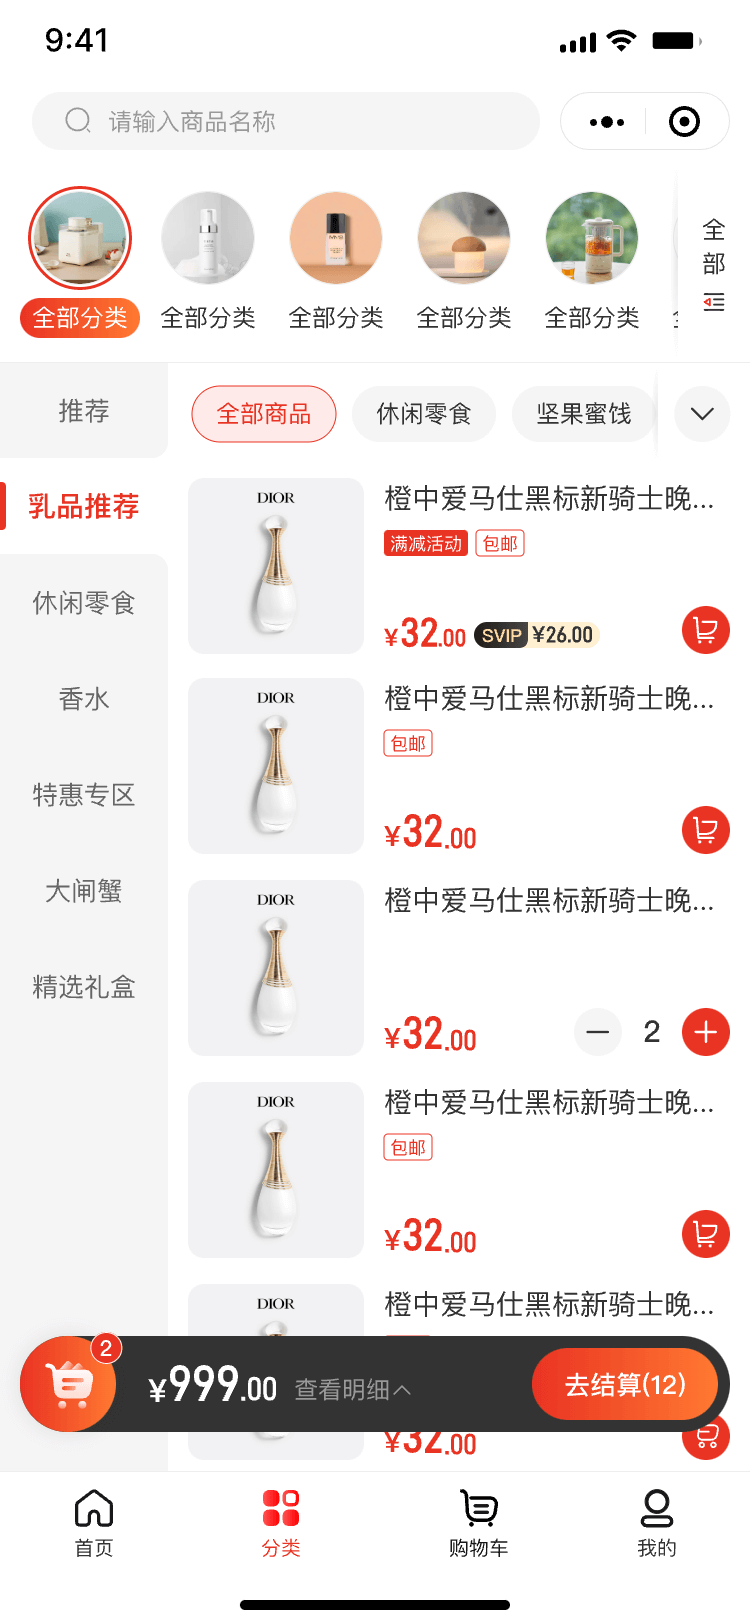 9:41
请输入商品名称
全部分类 全部分类 全部分类 全部分类 全部分类
全部
推荐
乳品推荐
休闲零食
香水
特惠专区
大闸蟹
精选礼盒
全部商品 休闲零食 坚果蜜饯
DIOR
橙中爱马仕黑标新骑士晚...
满减活动 包邮
¥32.00 SVIP ¥26.00
DIOR
橙中爱马仕黑标新骑士晚...
包邮
¥32.00
DIOR
橙中爱马仕黑标新骑士晚...
¥32.00 2
DIOR
橙中爱马仕黑标新骑士晚...
包邮
¥32.00
DIOR
橙中爱马仕黑标新骑士晚...
¥32.00
2
¥999.00 查看明细 去结算(12)
首页 分类 购物车 我的